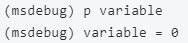 (msdebug) p variable
(msdebug) variable = 0